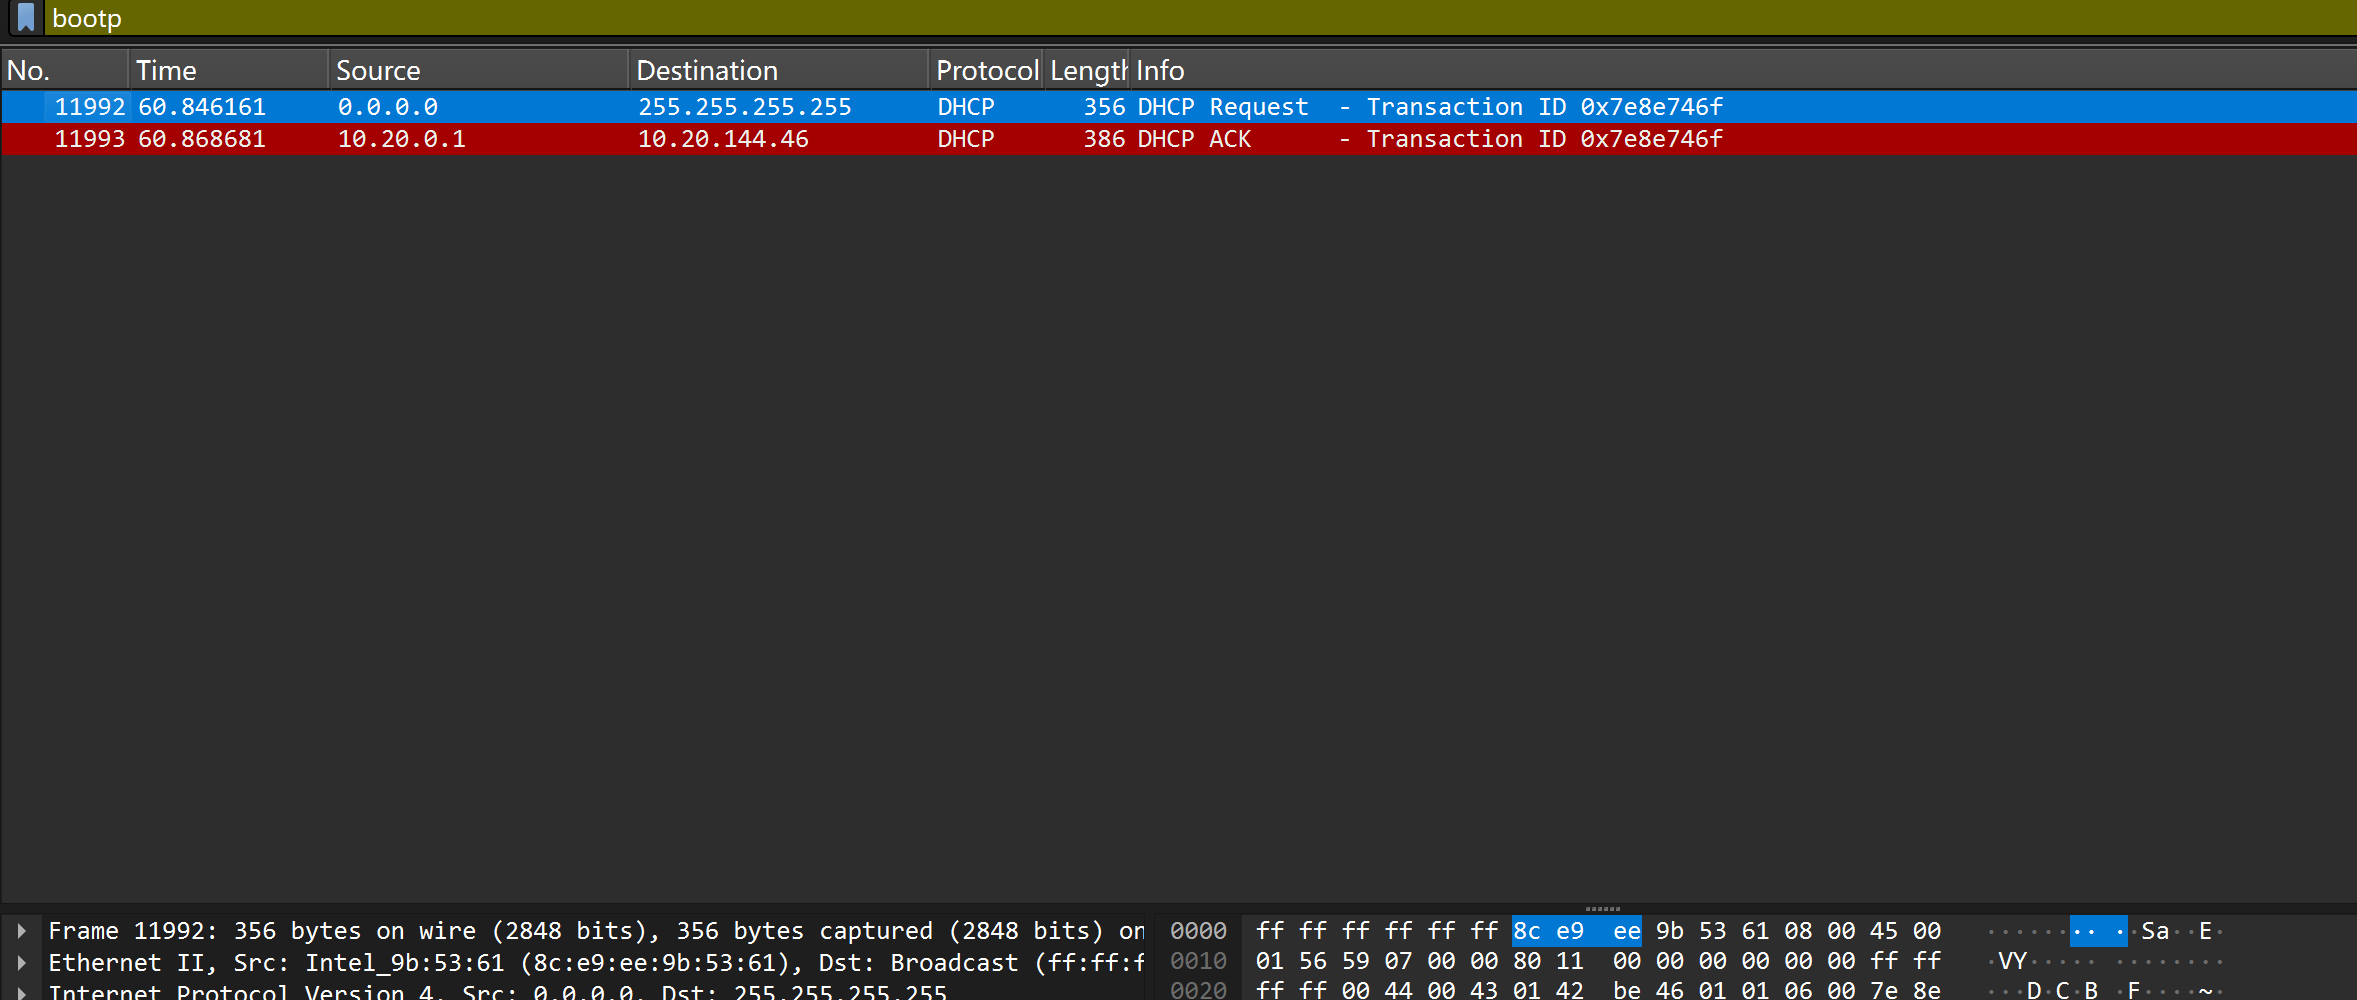 bootp
No. Time Source Destination Protocol Length Info
11992 60.846161 0.0.0.0 255.255.255.255 DHCP 356 DHCP Request - Transaction ID 0x7e8e746f
11993 60.868681 10.20.0.1 10.20.144.46 DHCP 386 DHCP ACK - Transaction ID 0x7e8e746f
Frame 11992: 356 bytes on wire (2848 bits), 356 bytes captured (2848 bits) on
Ethernet II, Src: Intel_9b:53:61 (8c:e9:ee:9b:53:61), Dst: Broadcast (ff:ff:f
Internet Protocol Version 4, Src: 0.0.0.0, Dst: 255.255.255.255
0000 ff ff ff ff ff ff 8c e9 ee 9b 53 61 08 00 45 00 ··········Sa··E·
0010 01 56 59 07 00 00 80 11 00 00 00 00 00 00 ff ff ·VY·············
0020 ff ff 00 44 00 43 01 42 be 46 01 01 06 00 7e 8e ···D·C·B·F····~·